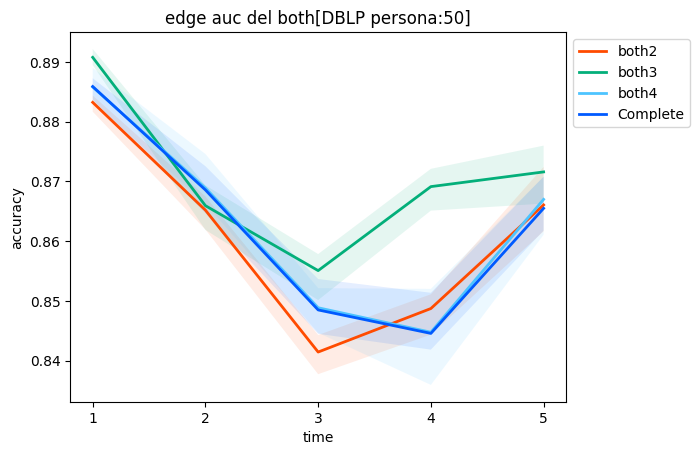 edge auc del both[DBLP persona:50]
0.89
0.88
0.87
0.86
0.85
0.84
accuracy
1
2
3
4
5
time
both2
both3
both4
Complete